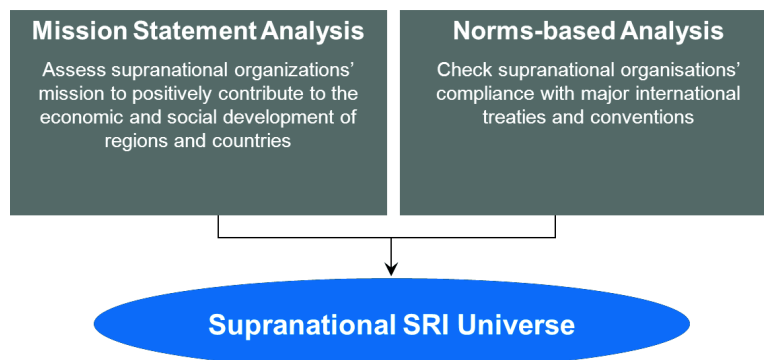 Mission Statement Analysis
Assess supranational organizations’
mission to positively contribute to the
economic and social development of
regions and countries
Norms-based Analysis
Check supranational organisations’
compliance with major international
treaties and conventions
Supranational SRI Universe